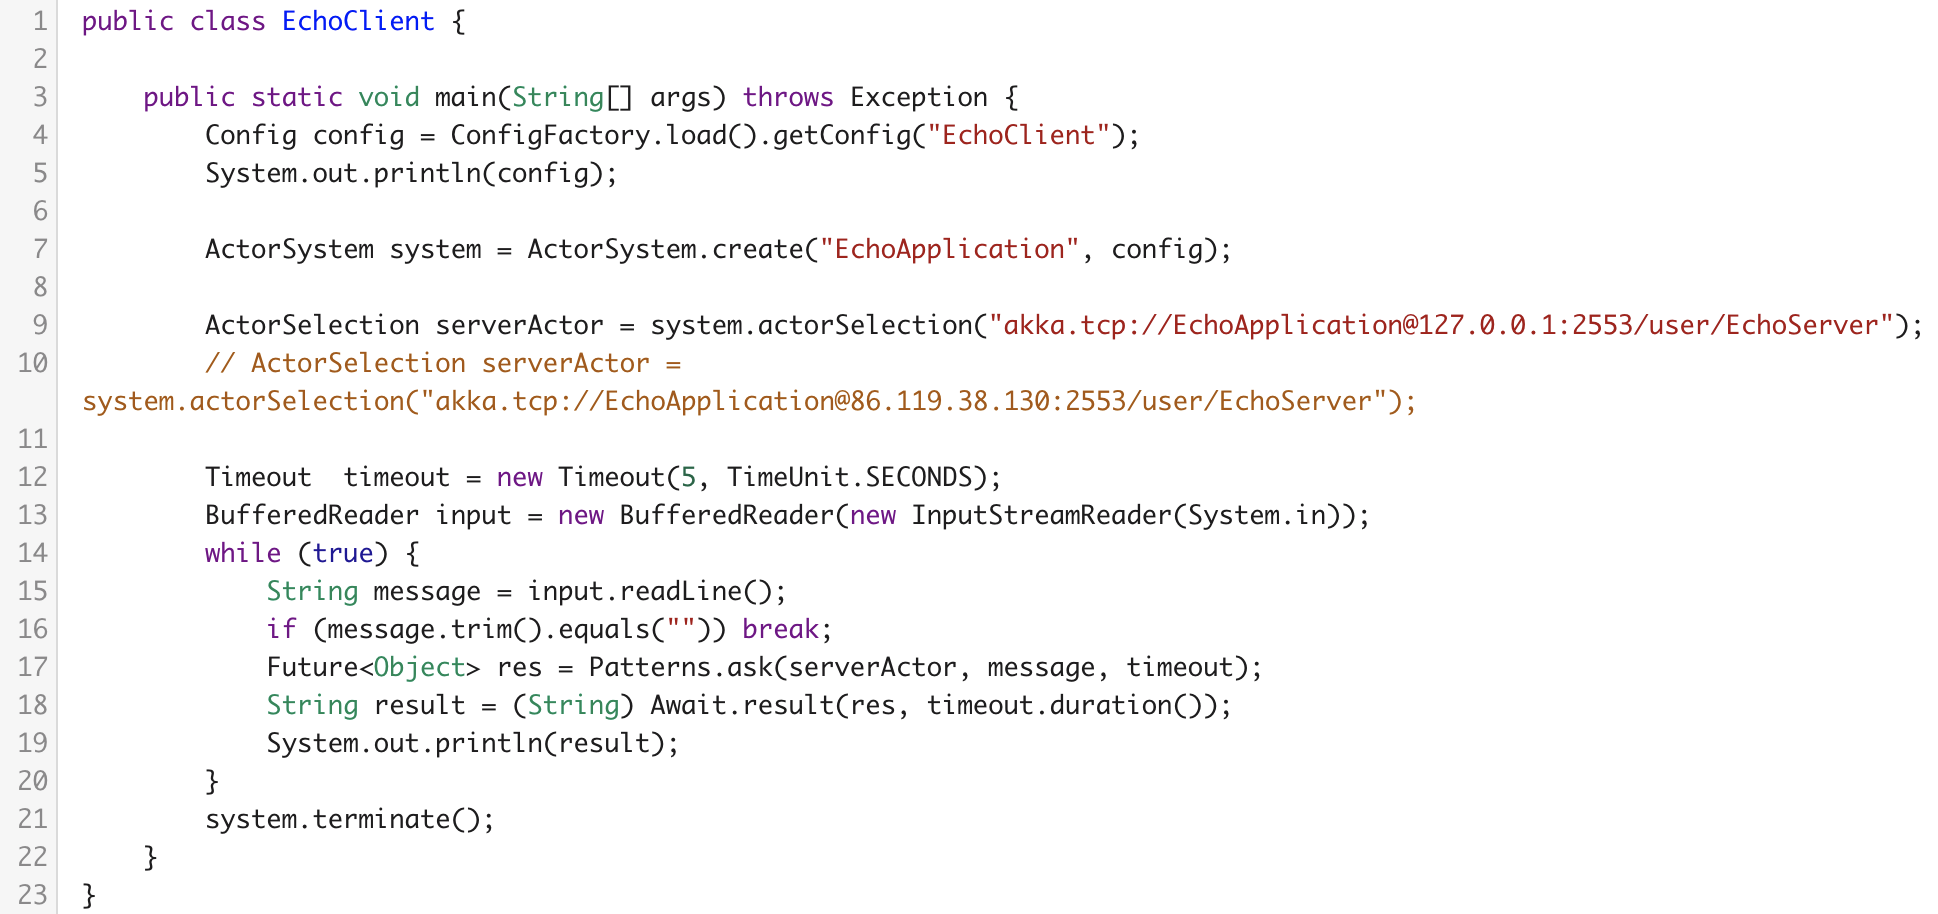 1 public class EchoClient {
2
3     public static void main(String[] args) throws Exception {
4         Config config = ConfigFactory.load().getConfig("EchoClient");
5         System.out.println(config);
6
7         ActorSystem system = ActorSystem.create("EchoApplication", config);
8
9         ActorSelection serverActor = system.actorSelection("akka.tcp://EchoApplication@127.0.0.1:2553/user/EchoServer");
10         // ActorSelection serverActor =
system.actorSelection("akka.tcp://EchoApplication@86.119.38.130:2553/user/EchoServer");
11
12         Timeout  timeout = new Timeout(5, TimeUnit.SECONDS);
13         BufferedReader input = new BufferedReader(new InputStreamReader(System.in));
14         while (true) {
15             String message = input.readLine();
16             if (message.trim().equals("")) break;
17             Future<Object> res = Patterns.ask(serverActor, message, timeout);
18             String result = (String) Await.result(res, timeout.duration());
19             System.out.println(result);
20         }
21         system.terminate();
22     }
23 }